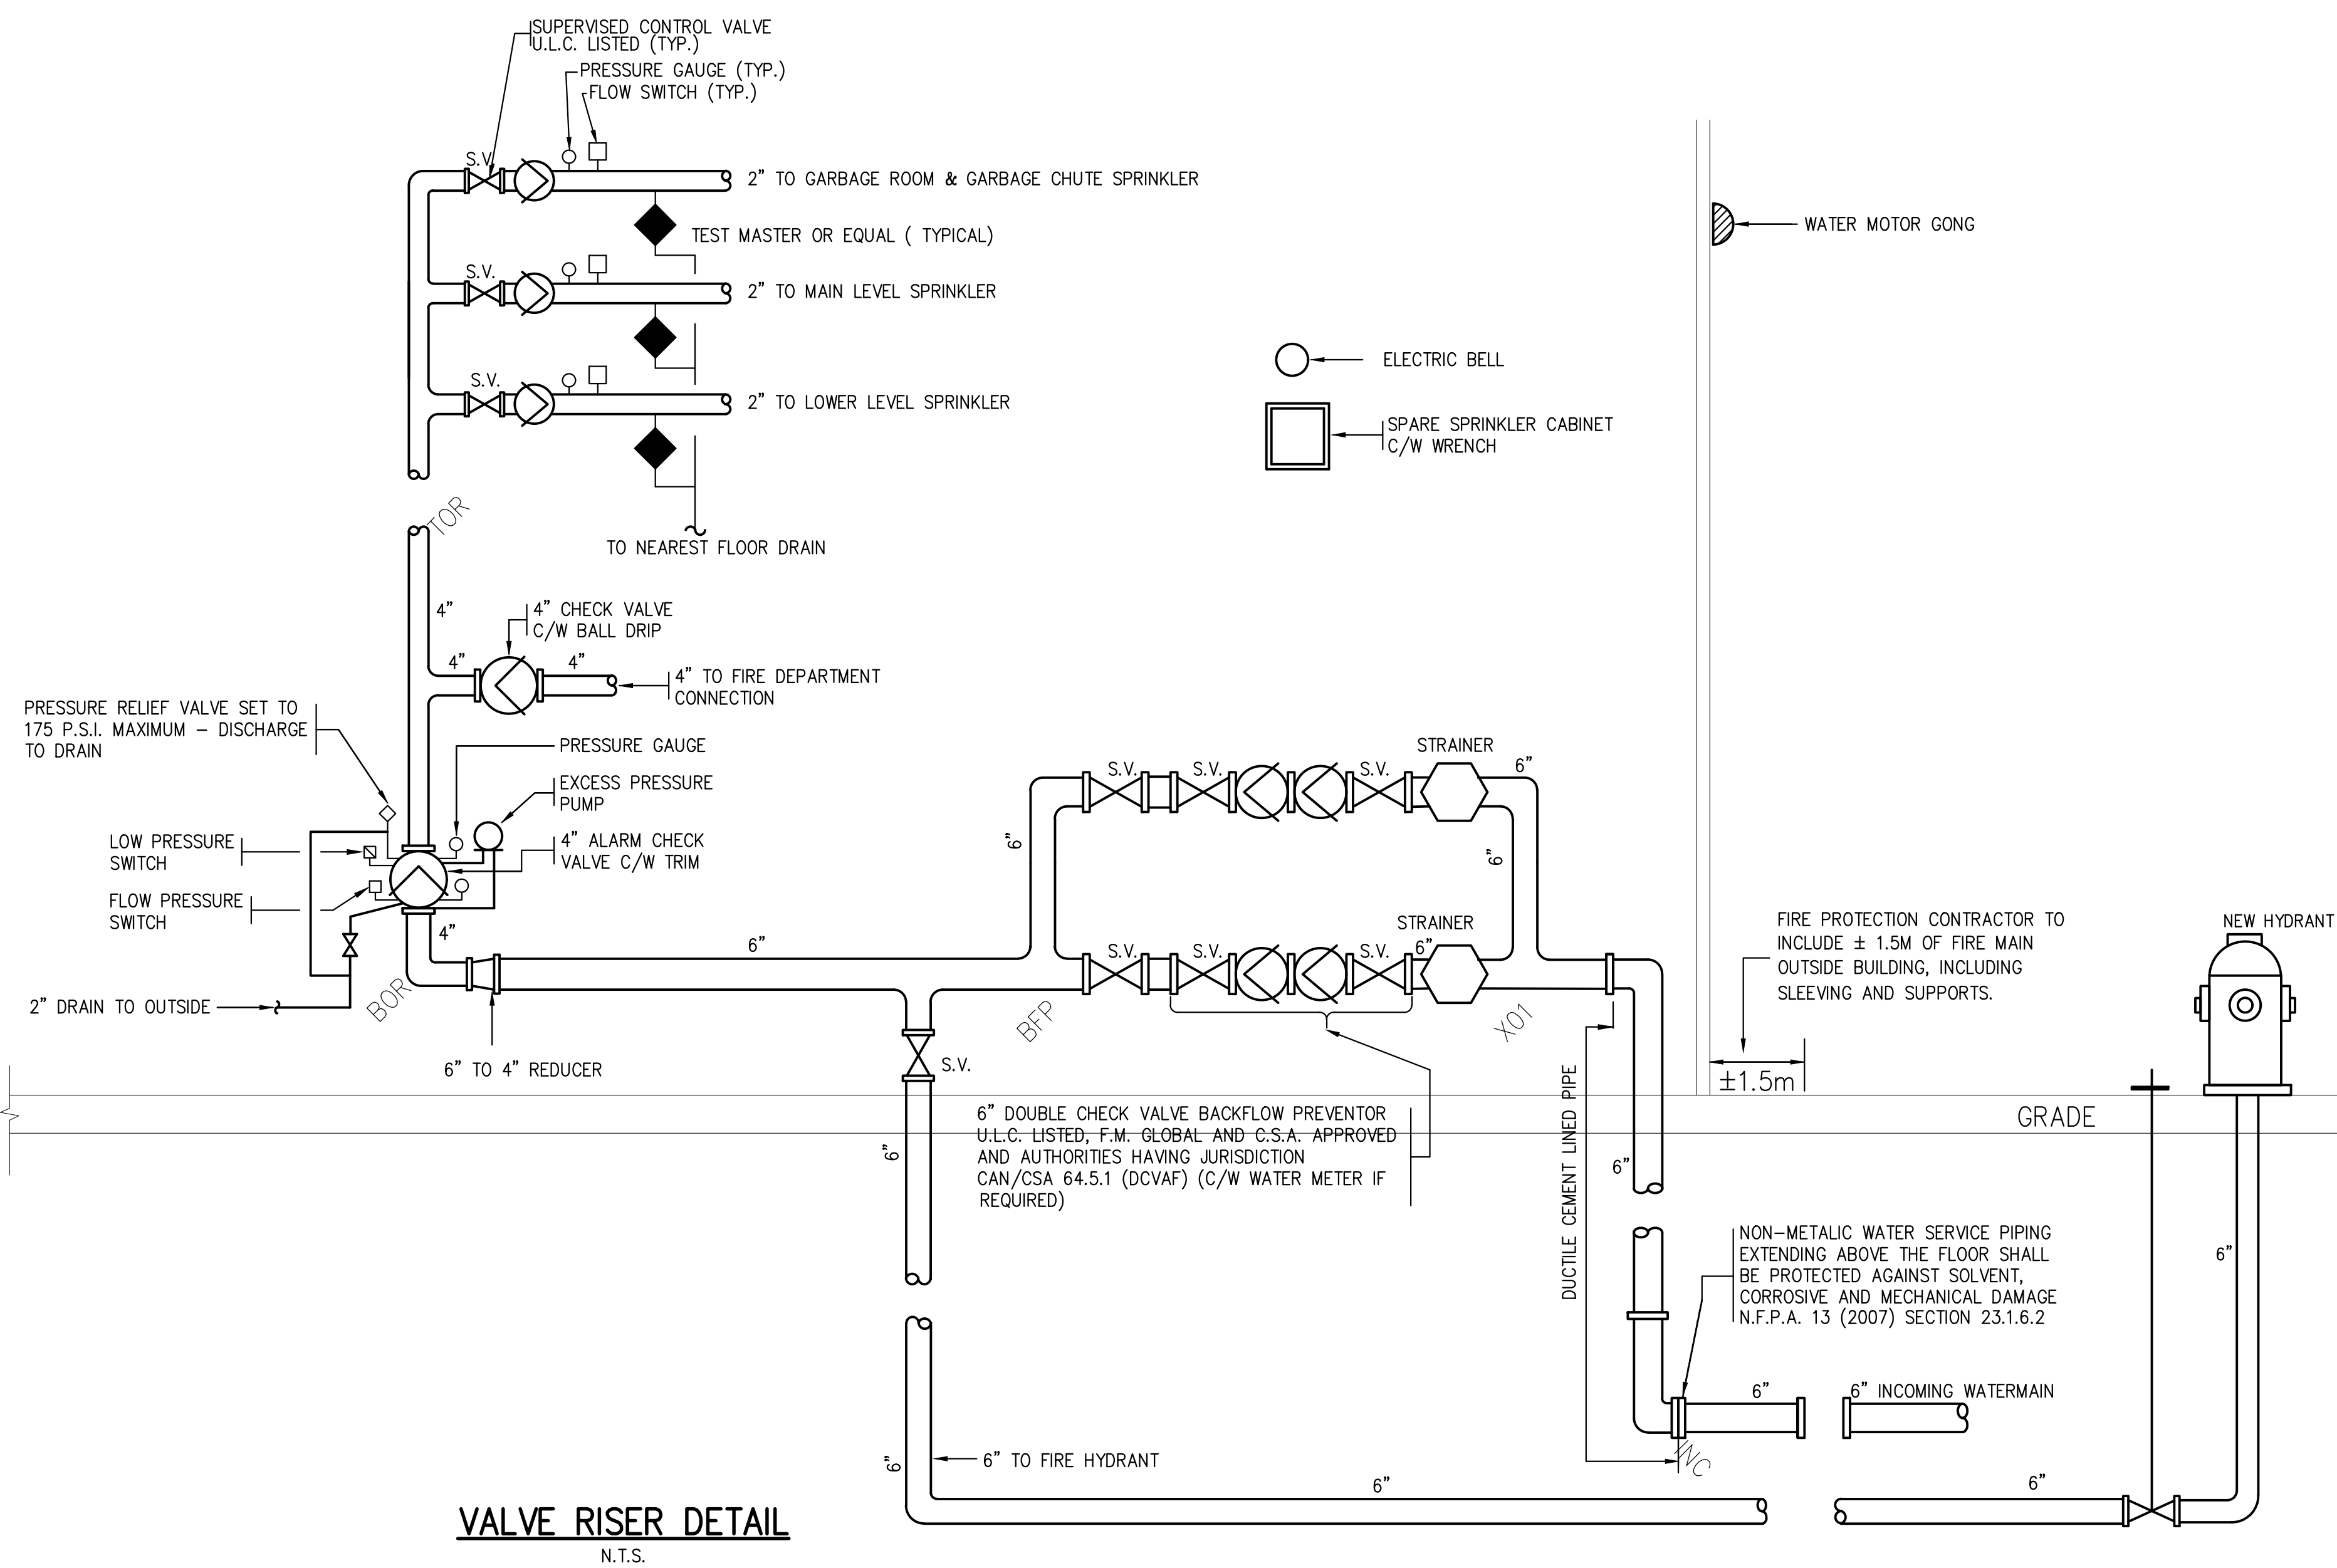 SUPERVISED CONTROL VALVE
U.L.C. LISTED (TYP.)
PRESSURE GAUGE (TYP.)
FLOW SWITCH (TYP.)
S.V.
2” TO GARBAGE ROOM & GARBAGE CHUTE SPRINKLER
TEST MASTER OR EQUAL ( TYPICAL)
S.V.
2” TO MAIN LEVEL SPRINKLER
S.V.
2” TO LOWER LEVEL SPRINKLER
TO NEAREST FLOOR DRAIN
TOR
WATER MOTOR GONG
ELECTRIC BELL
SPARE SPRINKLER CABINET
C/W WRENCH
4”
4” CHECK VALVE
C/W BALL DRIP
4”
4”
4” TO FIRE DEPARTMENT
CONNECTION
PRESSURE RELIEF VALVE SET TO
175 P.S.I. MAXIMUM – DISCHARGE
TO DRAIN
PRESSURE GAUGE
EXCESS PRESSURE
PUMP
LOW PRESSURE
SWITCH
4” ALARM CHECK
VALVE C/W TRIM
FLOW PRESSURE
SWITCH
4”
2” DRAIN TO OUTSIDE
BOR
6” TO 4” REDUCER
6”
6”
S.V.
S.V.
S.V.
STRAINER
6”
6”
S.V.
S.V.
S.V.
STRAINER
6”
BFP
X01
S.V.
6” DOUBLE CHECK VALVE BACKFLOW PREVENTOR
U.L.C. LISTED, F.M. GLOBAL AND C.S.A. APPROVED
AND AUTHORITIES HAVING JURISDICTION
CAN/CSA 64.5.1 (DCVAF) (C/W WATER METER IF
REQUIRED)
DUCTILE CEMENT LINED PIPE
FIRE PROTECTION CONTRACTOR TO
INCLUDE ± 1.5M OF FIRE MAIN
OUTSIDE BUILDING, INCLUDING
SLEEVING AND SUPPORTS.
±1.5m
NEW HYDRANT
GRADE
6”
6”
6”
NON–METALIC WATER SERVICE PIPING
EXTENDING ABOVE THE FLOOR SHALL
BE PROTECTED AGAINST SOLVENT,
CORROSIVE AND MECHANICAL DAMAGE
N.F.P.A. 13 (2007) SECTION 23.1.6.2
6”
6” INCOMING WATERMAIN
INC
6”
6” TO FIRE HYDRANT
6”
6”
VALVE RISER DETAIL
N.T.S.